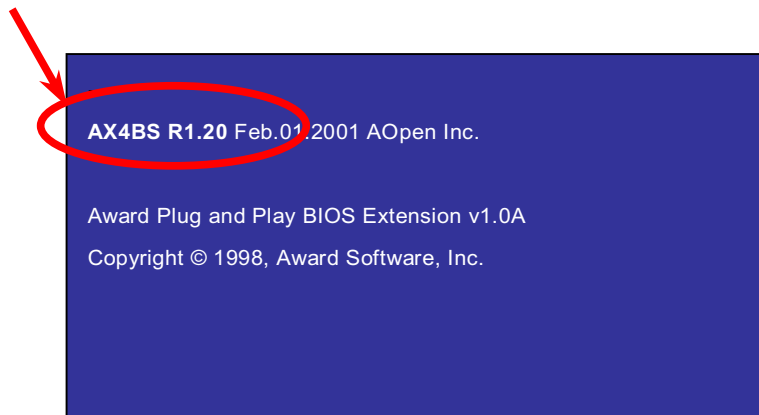 AX4BS R1.20 Feb.01.2001 AOpen Inc.
Award Plug and Play BIOS Extension v1.0A
Copyright © 1998, Award Software, Inc.